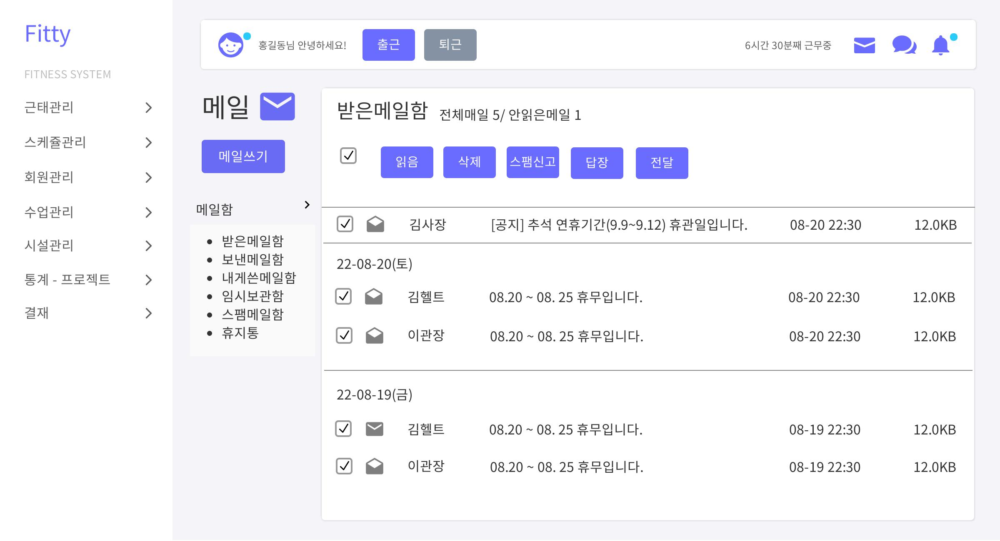 Fitty
FITNESS SYSTEM
근태관리
스케쥴관리
회원관리
수업관리
시설관리
통계 - 프로젝트
결재
홍길동님 안녕하세요! 출근 퇴근 6시간 30분째 근무중
메일
메일쓰기
메일함
받은메일함
보낸메일함
내게쓴메일함
임시보관함
스팸메일함
휴지통
받은메일함 전체매일 5/ 안읽은메일 1
읽음 삭제 스팸신고 답장 전달
김사장 [공지] 추석 연휴기간(9.9~9.12) 휴관일입니다. 08-20 22:30 12.0KB
22-08-20(토)
김헬트 08.20 ~ 08. 25 휴무입니다. 08-20 22:30 12.0KB
이관장 08.20 ~ 08. 25 휴무입니다. 08-20 22:30 12.0KB
22-08-19(금)
김헬트 08.20 ~ 08. 25 휴무입니다. 08-19 22:30 12.0KB
이관장 08.20 ~ 08. 25 휴무입니다. 08-19 22:30 12.0KB